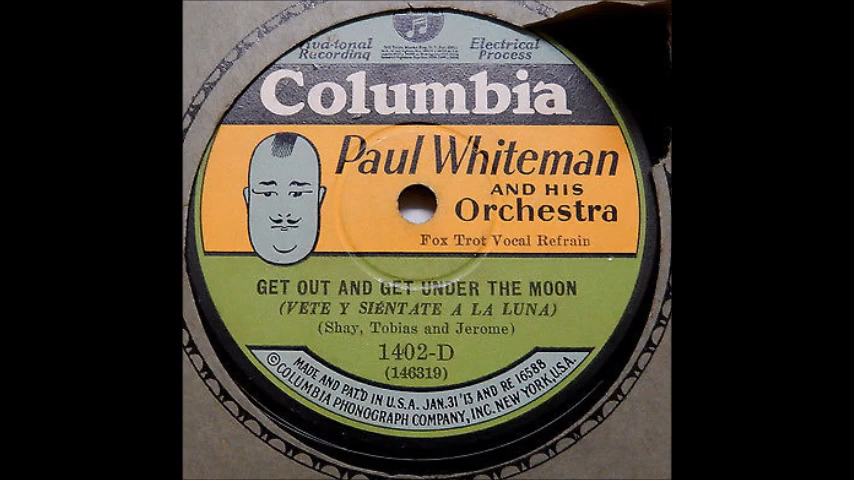 Viva-tonal Recording
Electrical Process
Columbia
Paul Whiteman
AND HIS
Orchestra
Fox Trot Vocal Refrain
GET OUT AND GET UNDER THE MOON
(VETE Y SIÉNTATE A LA LUNA)
(Shay, Tobias and Jerome)
1402-D
(146319)
MADE AND PAT'D IN U.S.A. JAN. 31 '13 AND RE 16588
©COLUMBIA PHONOGRAPH COMPANY, INC. NEW YORK, U.S.A.